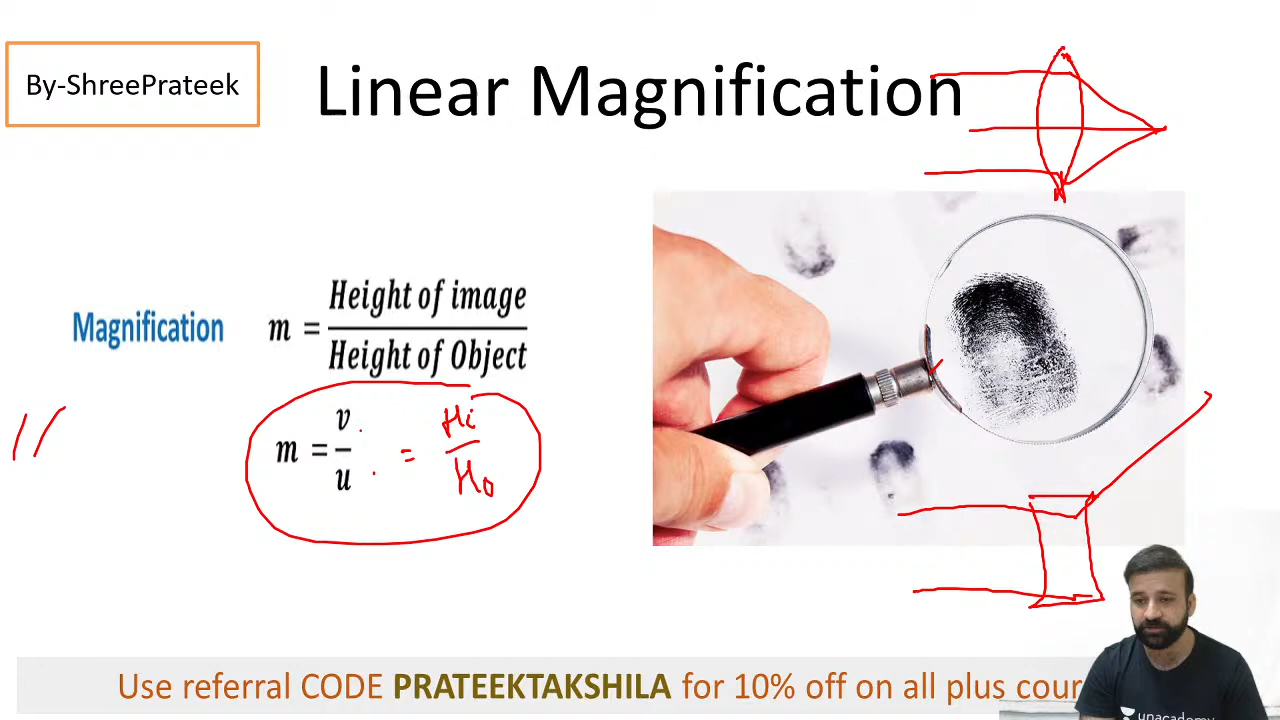 By-ShreePrateek
Linear Magnification
Magnification m = Height of image / Height of Object
m = v / u = Hi / Ho
Use referral CODE PRATEEKTAKSHILA for 10% off on all plus cour
unacademy